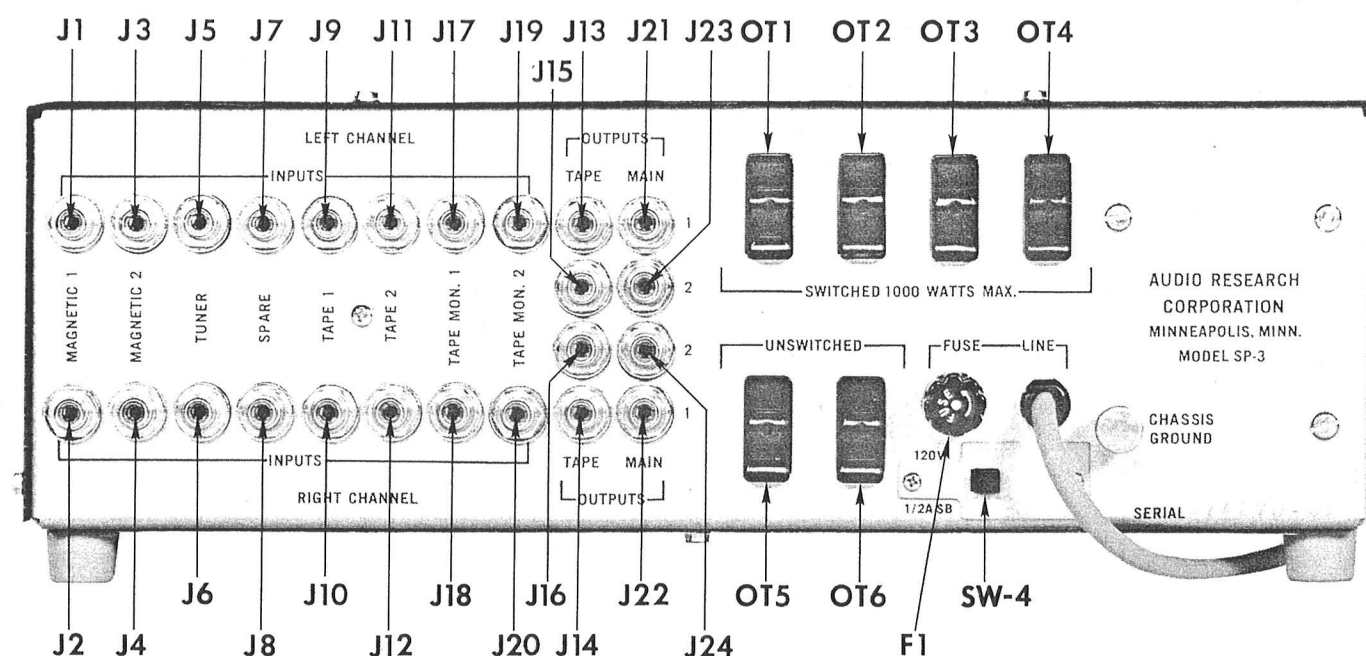 J1 J3 J5 J7 J9 J11 J17 J19 J13 J21 J23 OT1 OT2 OT3 OT4
J15
LEFT CHANNEL
OUTPUTS
INPUTS
TAPE MAIN
1
2
MAGNETIC 1
MAGNETIC 2
TUNER
SPARE
TAPE 1
TAPE 2
TAPE MON. 1
TAPE MON. 2
SWITCHED 1000 WATTS MAX.
AUDIO RESEARCH
CORPORATION
MINNEAPOLIS, MINN.
MODEL SP-3
2
UNSWITCHED
FUSE LINE
1
CHASSIS
GROUND
INPUTS
TAPE MAIN
120V
RIGHT CHANNEL
OUTPUTS
1/2A SB
SERIAL
J6 J10 J18 J16 J22 OT5 OT6 SW-4
J2 J4 J8 J12 J20 J14 J24 F1